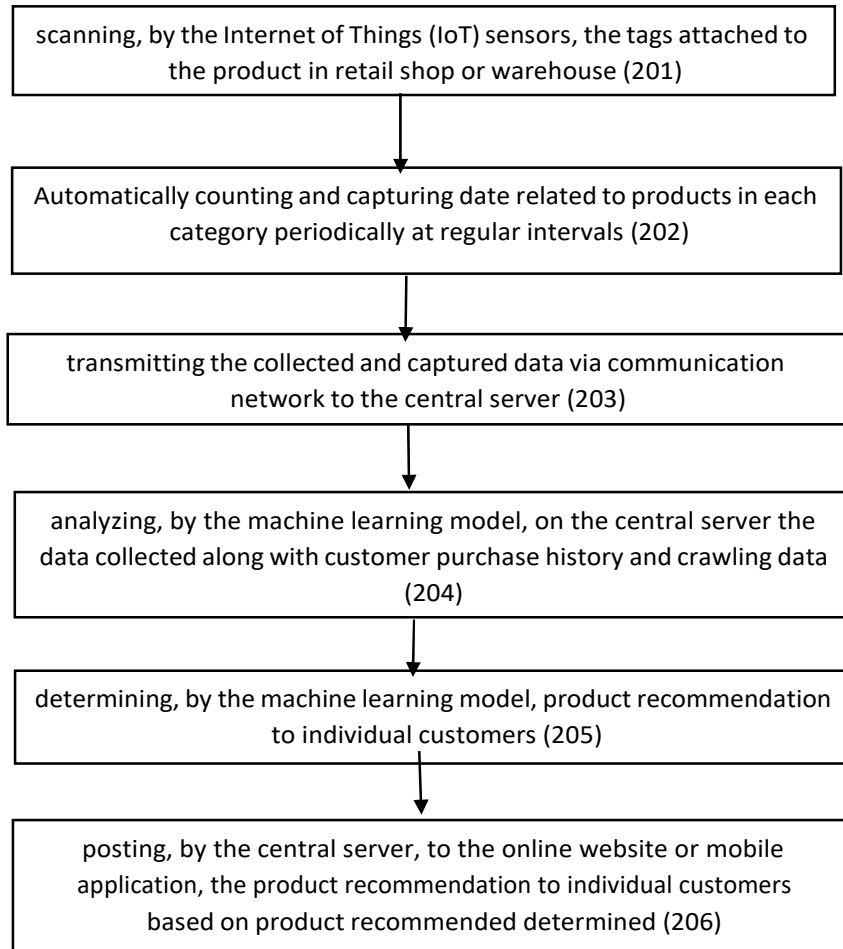 scanning, by the Internet of Things (IoT) sensors, the tags attached to
the product in retail shop or warehouse (201)
Automatically counting and capturing date related to products in each
category periodically at regular intervals (202)
transmitting the collected and captured data via communication
network to the central server (203)
analyzing, by the machine learning model, on the central server the
data collected along with customer purchase history and crawling data
(204)
determining, by the machine learning model, product recommendation
to individual customers (205)
posting, by the central server, to the online website or mobile
application, the product recommendation to individual customers
based on product recommended determined (206)